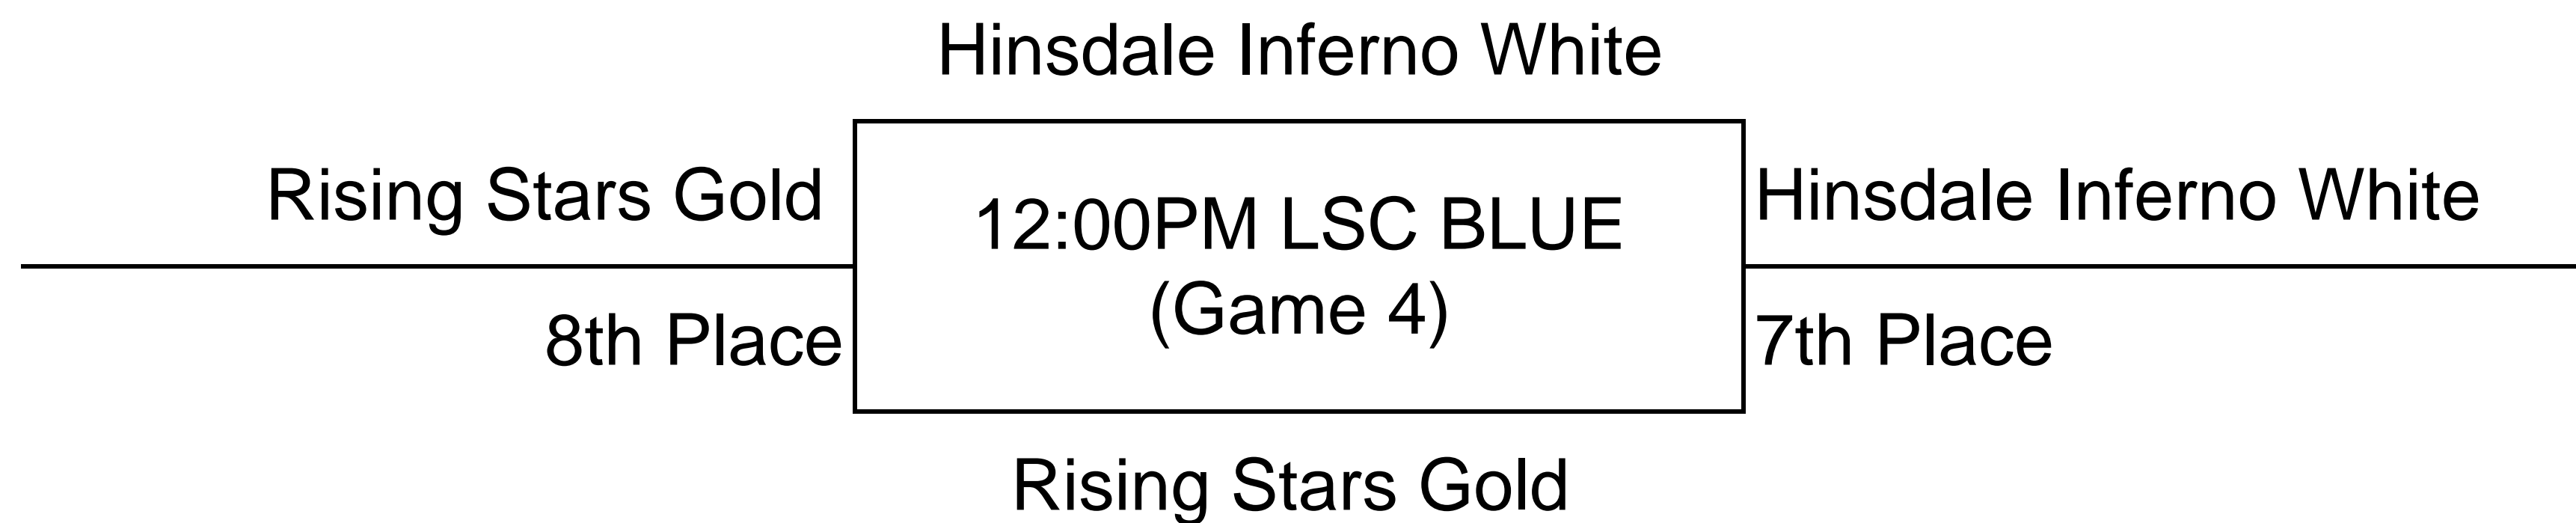 Hinsdale Inferno White
Rising Stars Gold
8th Place
12:00PM LSC BLUE
(Game 4)
Hinsdale Inferno White
7th Place
Rising Stars Gold